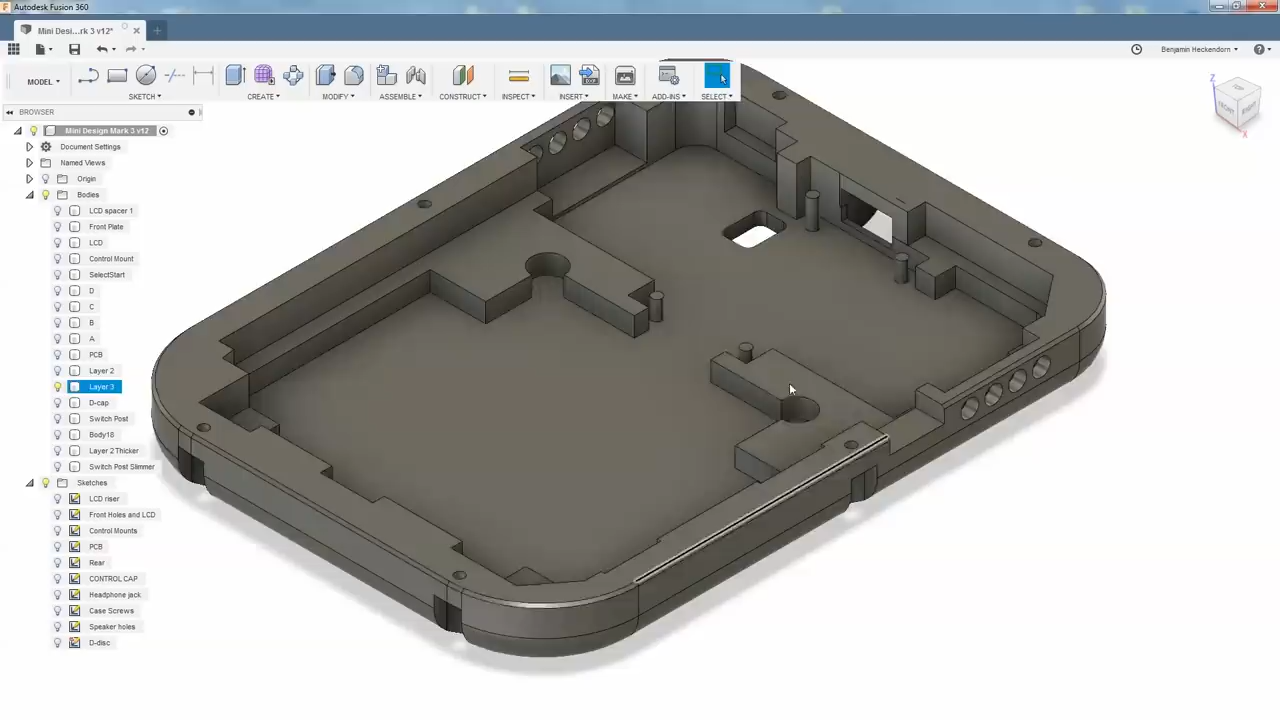 Autodesk Fusion 360
Mini Desi...rk 3 v12*
Benjamin Heckendorn
MODEL
SKETCH
CREATE
MODIFY
ASSEMBLE
CONSTRUCT
INSPECT
INSERT
MAKE
ADD-INS
SELECT
BROWSER
Mini Design Mark 3 v12
Document Settings
Named Views
Origin
Bodies
LCD spacer 1
Front Plate
LCD
Control Mount
SelectStart
D
C
B
A
PCB
Layer 2
Layer 3
D-cap
Switch Post
Body18
Layer 2 Thicker
Switch Post Slimmer
Sketches
LCD riser
Front Holes and LCD
Control Mounts
PCB
Rear
CONTROL CAP
Headphone jack
Case Screws
Speaker holes
D-disc
Z
TOP
FRONT
RIGHT
X